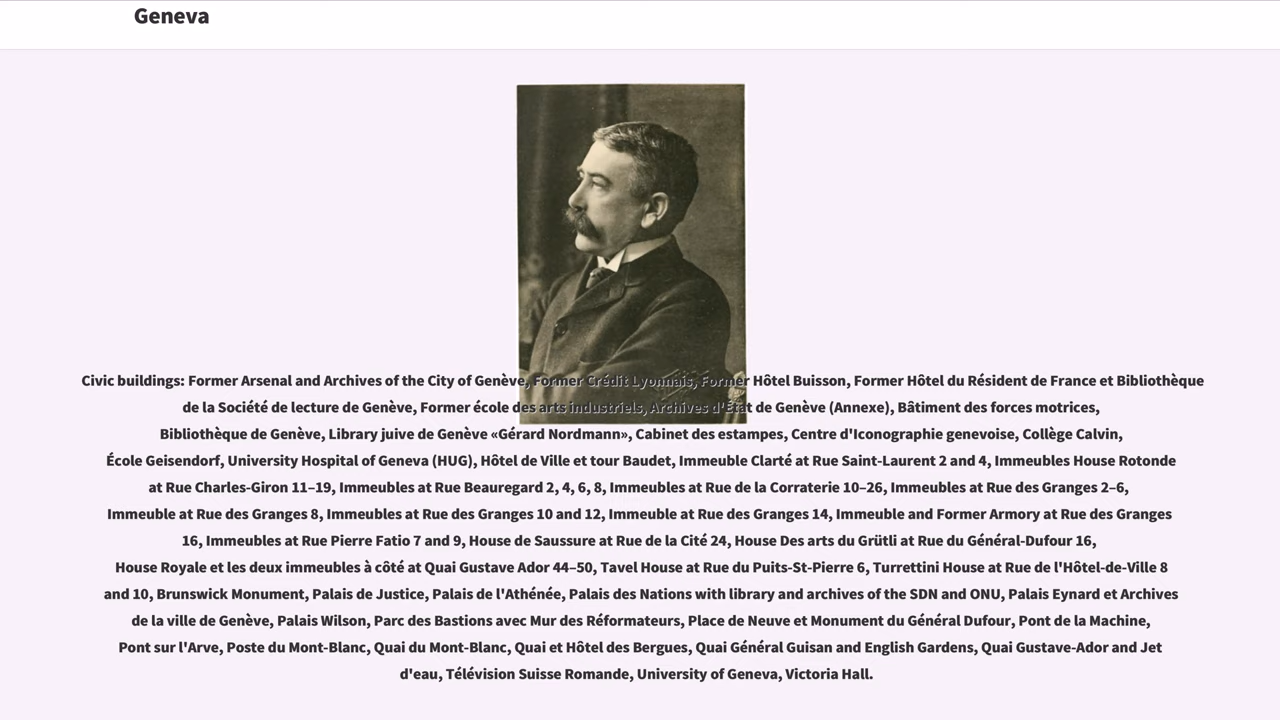 Geneva
Civic buildings: Former Arsenal and Archives of the City of Genève, Former Crédit Lyonnais, Former Hôtel Buisson, Former Hôtel du Résident de France et Bibliothèque
de la Société de lecture de Genève, Former école des arts industriels, Archives d'État de Genève (Annexe), Bâtiment des forces motrices,
Bibliothèque de Genève, Library juive de Genève «Gérard Nordmann», Cabinet des estampes, Centre d'Iconographie genevoise, Collège Calvin,
École Geisendorf, University Hospital of Geneva (HUG), Hôtel de Ville et tour Baudet, Immeuble Clarté at Rue Saint-Laurent 2 and 4, Immeubles House Rotonde
at Rue Charles-Giron 11–19, Immeubles at Rue Beauregard 2, 4, 6, 8, Immeubles at Rue de la Corraterie 10–26, Immeubles at Rue des Granges 2–6,
Immeuble at Rue des Granges 8, Immeubles at Rue des Granges 10 and 12, Immeuble at Rue des Granges 14, Immeuble and Former Armory at Rue des Granges
16, Immeubles at Rue Pierre Fatio 7 and 9, House de Saussure at Rue de la Cité 24, House Des arts du Grütli at Rue du Général-Dufour 16,
House Royale et les deux immeubles à côté at Quai Gustave Ador 44–50, Tavel House at Rue du Puits-St-Pierre 6, Turrettini House at Rue de l'Hôtel-de-Ville 8
and 10, Brunswick Monument, Palais de Justice, Palais de l'Athénée, Palais des Nations with library and archives of the SDN and ONU, Palais Eynard et Archives
de la ville de Genève, Palais Wilson, Parc des Bastions avec Mur des Réformateurs, Place de Neuve et Monument du Général Dufour, Pont de la Machine,
Pont sur l'Arve, Poste du Mont-Blanc, Quai du Mont-Blanc, Quai et Hôtel des Bergues, Quai Général Guisan and English Gardens, Quai Gustave-Ador and Jet
d'eau, Télévision Suisse Romande, University of Geneva, Victoria Hall.